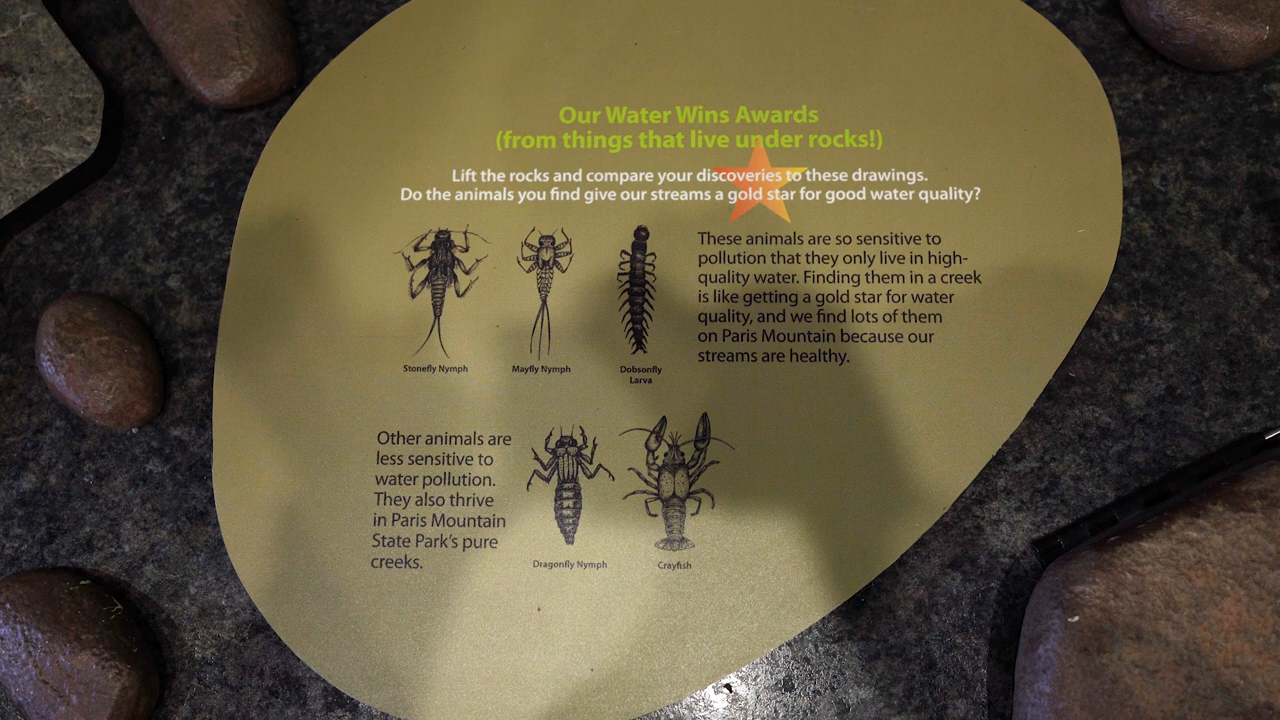 Our Water Wins Awards
(from things that live under rocks!)
Lift the rocks and compare your discoveries to these drawings.
Do the animals you find give our streams a gold star for good water quality?
These animals are so sensitive to
pollution that they only live in high-
quality water. Finding them in a creek
is like getting a gold star for water
quality, and we find lots of them
on Paris Mountain because our
streams are healthy.
Stonefly Nymph
Mayfly Nymph
Dobsonfly
Larva
Other animals are
less sensitive to
water pollution.
They also thrive
in Paris Mountain
State Park's pure
creeks.
Dragonfly Nymph
Crayfish